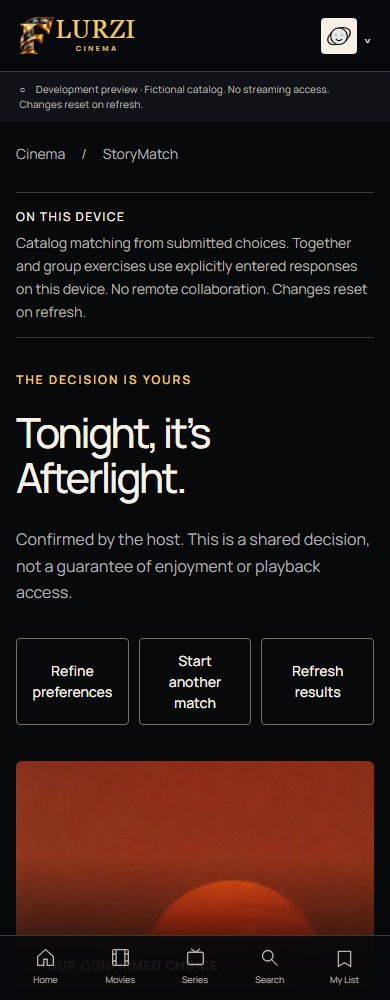 FLURZI
CINEMA
Development preview · Fictional catalog. No streaming access.
Changes reset on refresh.
Cinema / StoryMatch
ON THIS DEVICE
Catalog matching from submitted choices. Together
and group exercises use explicitly entered responses
on this device. No remote collaboration. Changes reset
on refresh.
THE DECISION IS YOURS
Tonight, it's
Afterlight.
Confirmed by the host. This is a shared decision,
not a guarantee of enjoyment or playback
access.
Refine
preferences
Start
another
match
Refresh
results
YOUR CONFIRMED CHOICE
Home Movies Series Search My List